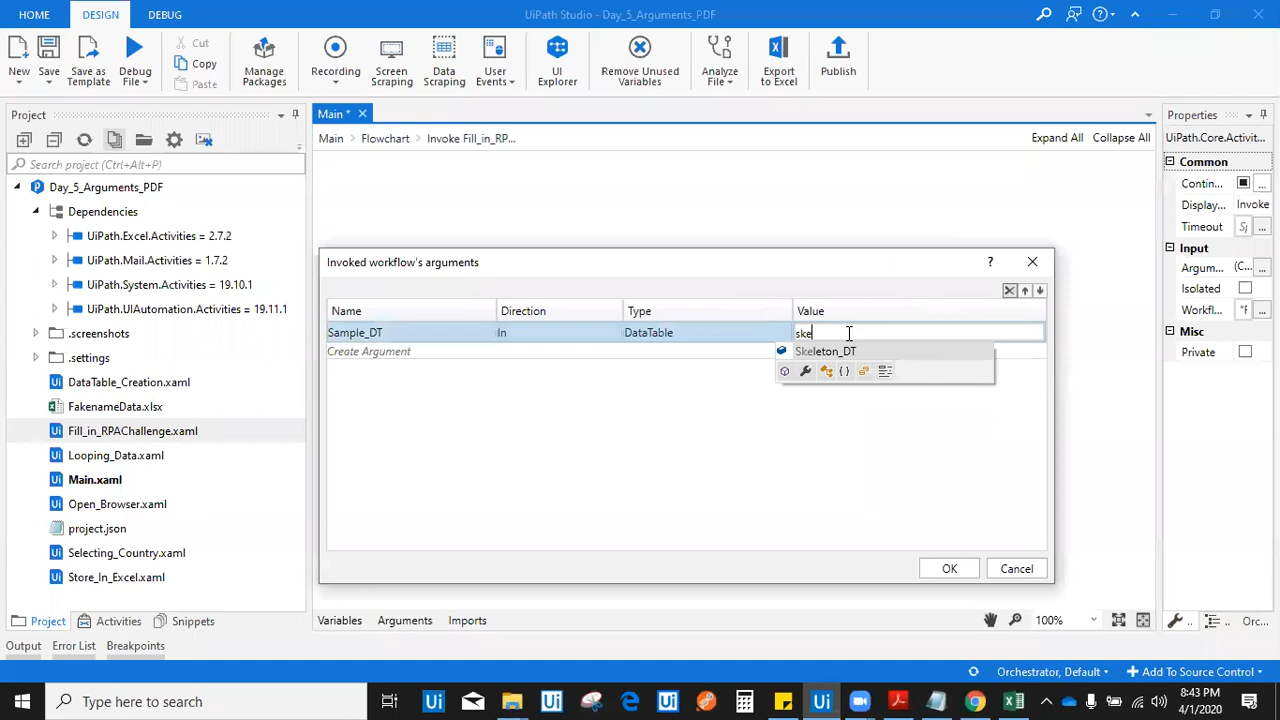 HOME
DESIGN
DEBUG
UiPath Studio - Day_5_Arguments_PDF
New
Save
Save as Template
Debug File
Cut
Copy
Paste
Manage Packages
Recording
Screen Scraping
Data Scraping
User Events
UI Explorer
Remove Unused Variables
Analyze File
Export to Excel
Publish
Project
Search project (Ctrl+Alt+P)
Day_5_Arguments_PDF
Dependencies
UiPath.Excel.Activities = 2.7.2
UiPath.Mail.Activities = 1.7.2
UiPath.System.Activities = 19.10.1
UiPath.UIAutomation.Activities = 19.11.1
.screenshots
.settings
DataTable_Creation.xaml
FakenameData.xlsx
Fill_in_RPAChallenge.xaml
Looping_Data.xaml
Main.xaml
Open_Browser.xaml
project.json
Selecting_Country.xaml
Store_In_Excel.xaml
Project
Activities
Snippets
Main *
Main > Flowchart > Invoke Fill_in_RP...
Expand All
Collapse All
Invoked workflow's arguments
?
Name Direction Type Value
Sample_DT In DataTable ske
Create Argument
Skeleton_DT
OK
Cancel
Variables
Arguments
Imports
100%
Properties
UiPath.Core.Activit...
Common
Contin...
Display... Invoke
Timeout
Input
Argum... (C...
Isolated
Workfl...
Misc
Private
Orc...
Output
Error List
Breakpoints
Orchestrator, Default
Add To Source Control
Type here to search
8:43 PM
4/1/2020